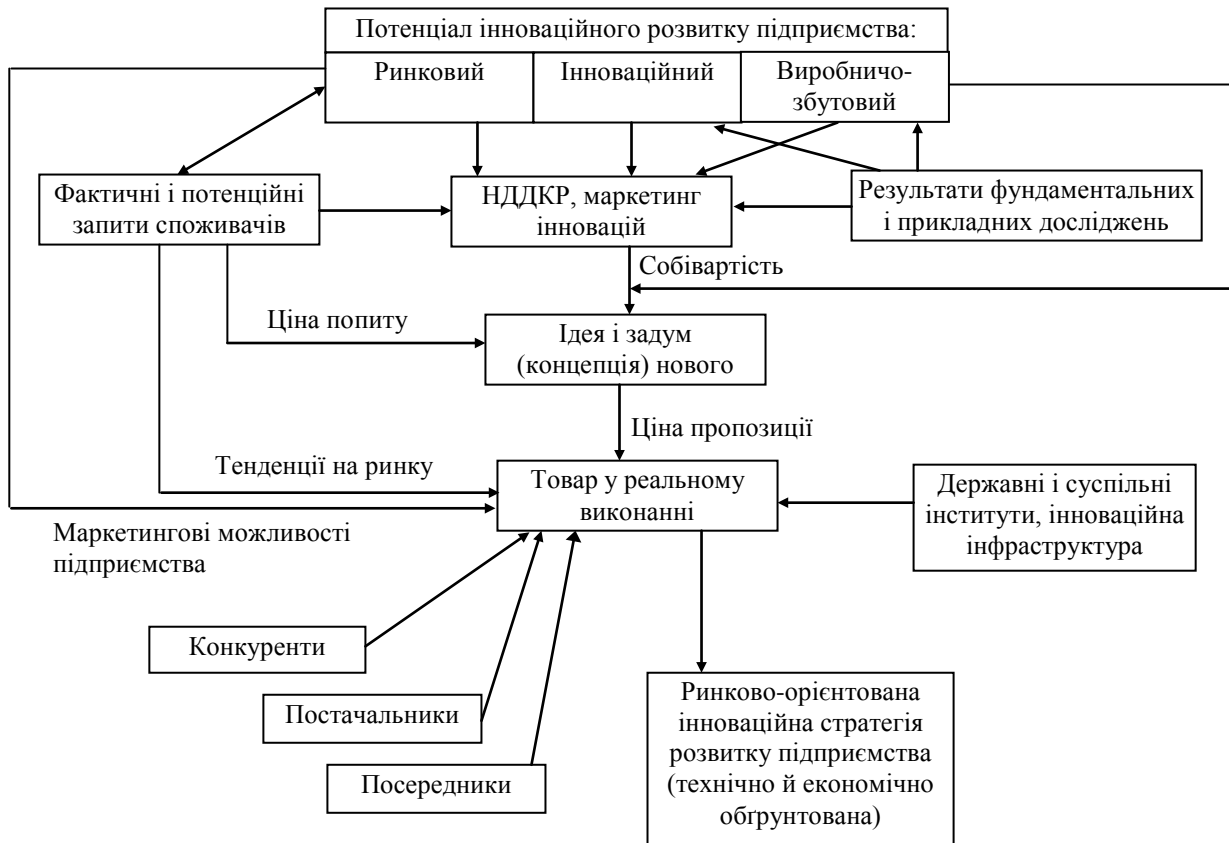 Потенціал інноваційного розвитку підприємства:
Ринковий
Інноваційний
Виробничо-
збутовий
Фактичні і потенційні
запити споживачів
НДДКР, маркетинг
інновацій
Результати фундаментальних
і прикладних досліджень
Собівартість
Ціна попиту
Ідея і задум
(концепція) нового
Ціна пропозиції
Тенденції на ринку
Товар у реальному
виконанні
Державні і суспільні
інститути, інноваційна
інфраструктура
Маркетингові можливості
підприємства
Конкуренти
Постачальники
Посередники
Ринково-орієнтована
інноваційна стратегія
розвитку підприємства
(технічно й економічно
обґрунтована)